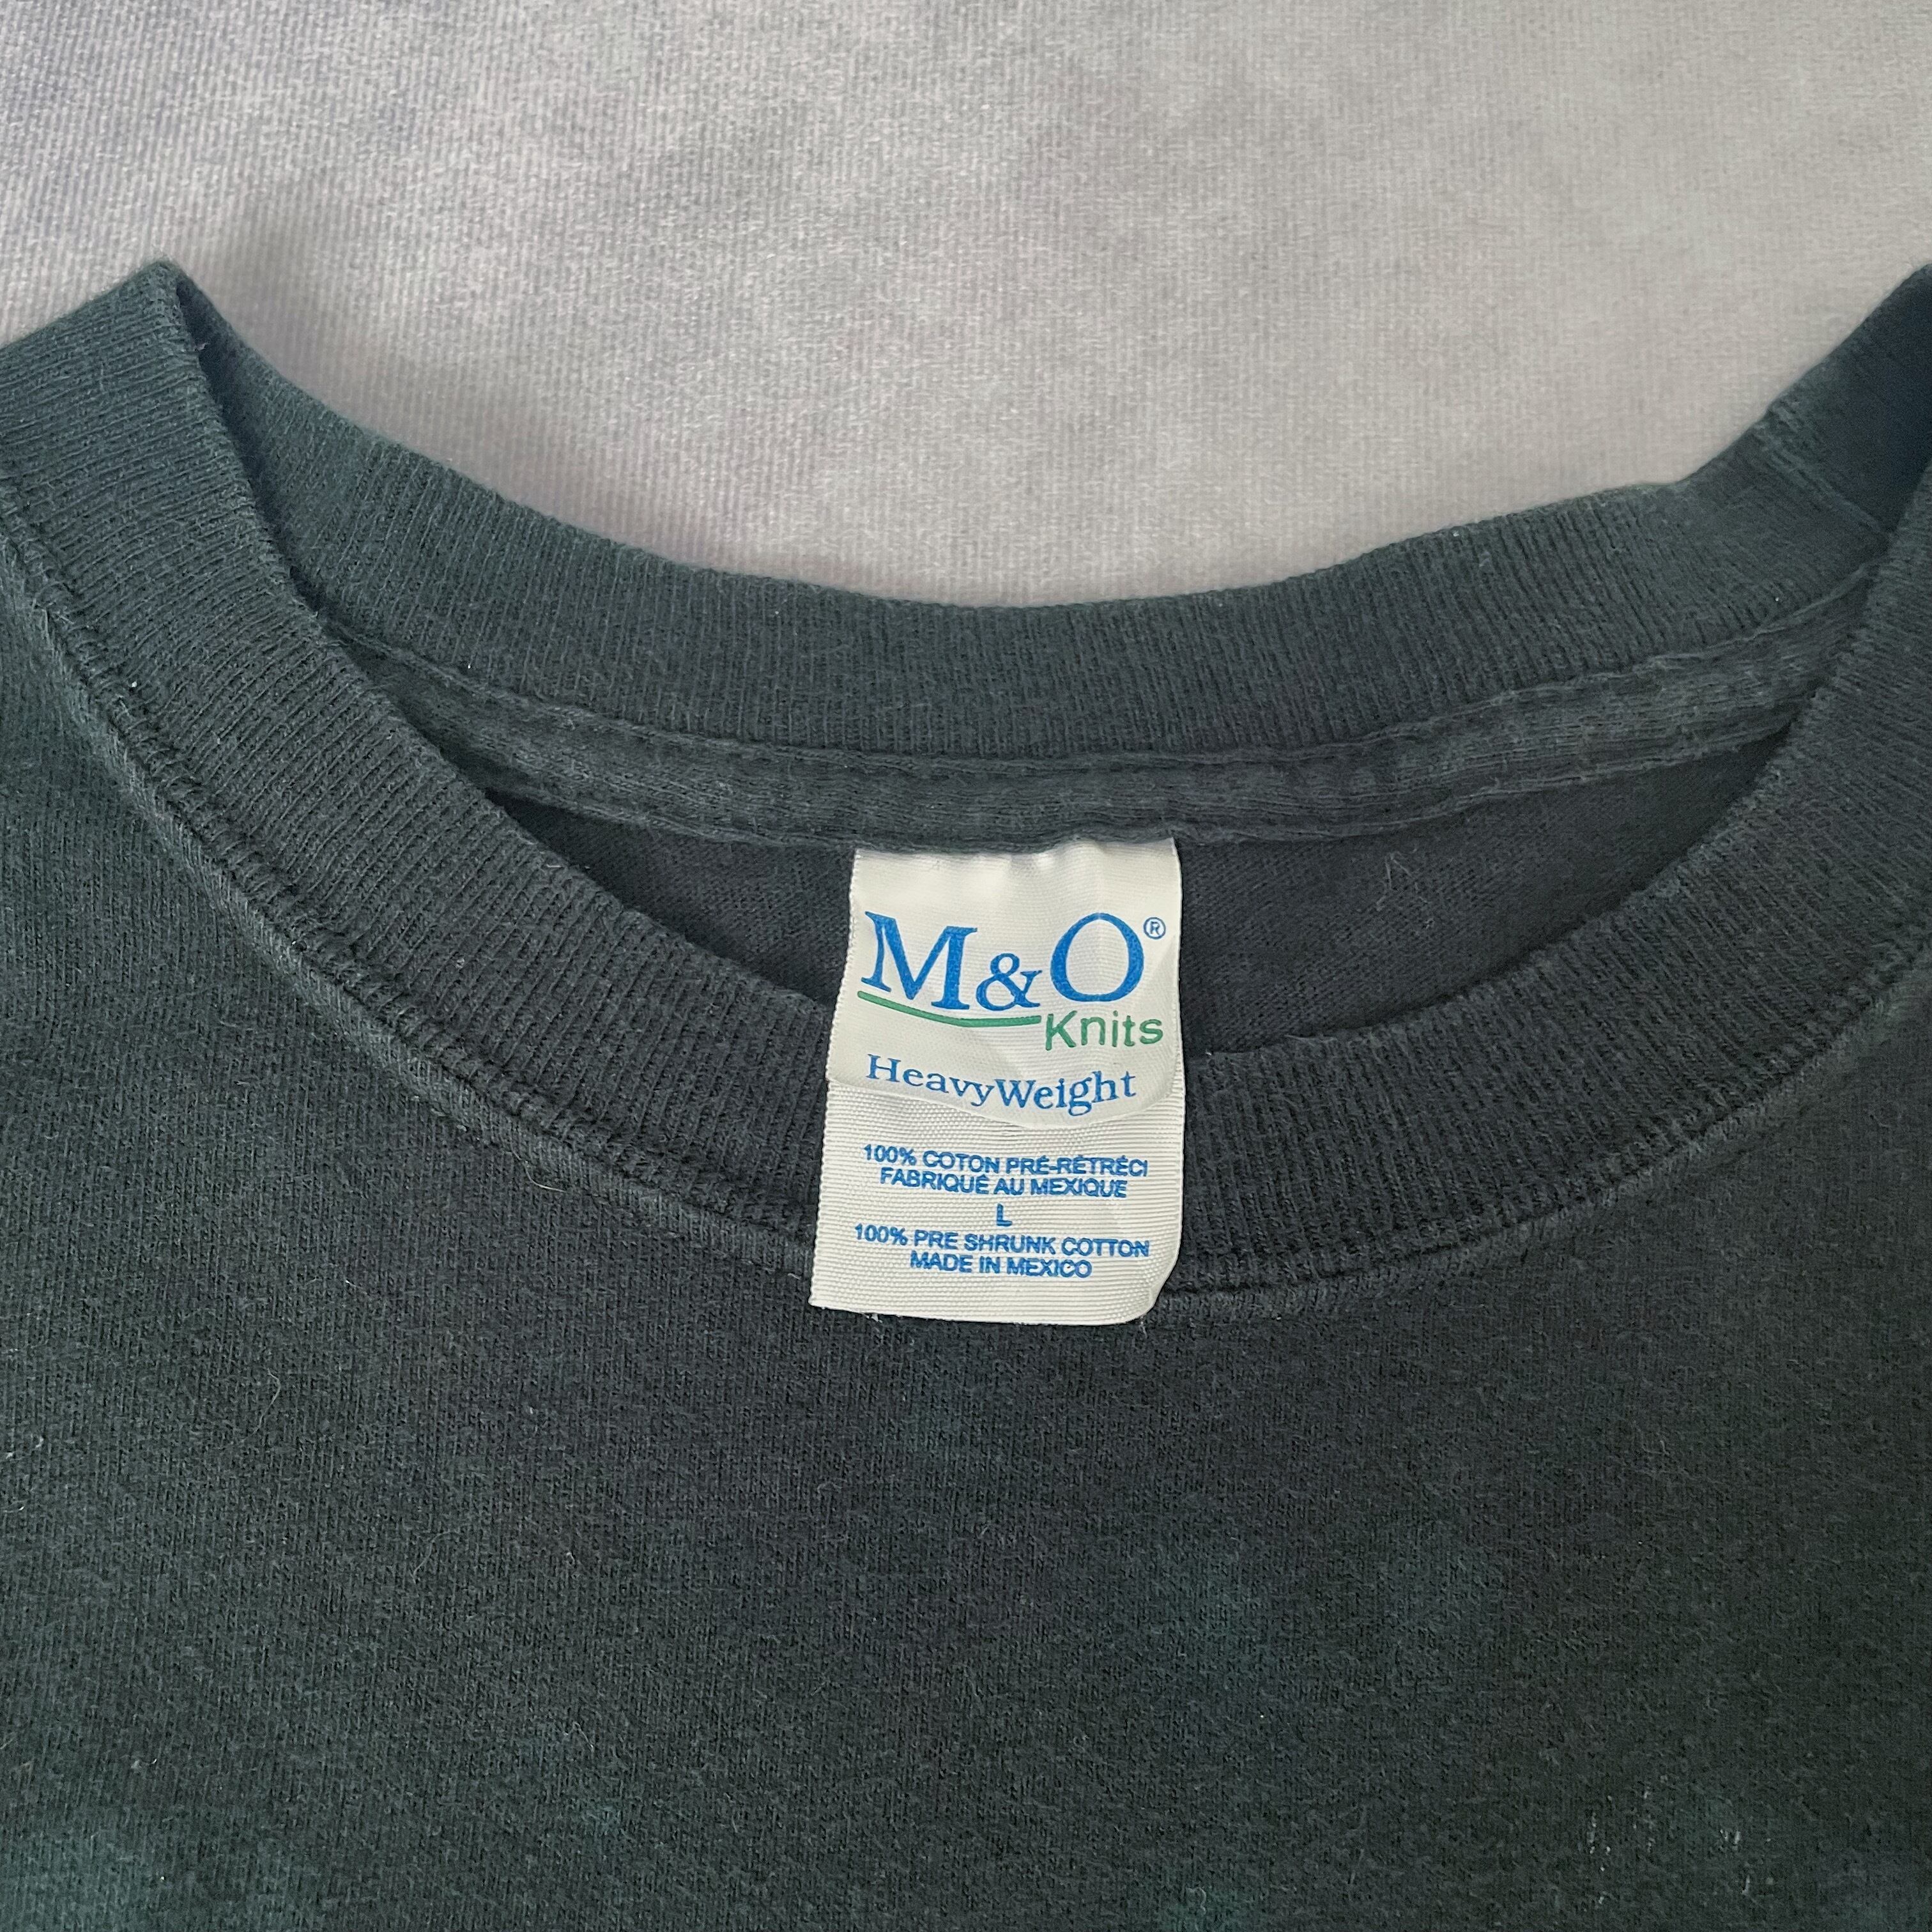 M&O®
Knits
HeavyWeight
100% COTON PRÉ-RÉTRÉCI
FABRIQUÉ AU MEXIQUE
L
100% PRE SHRUNK COTTON
MADE IN MEXICO